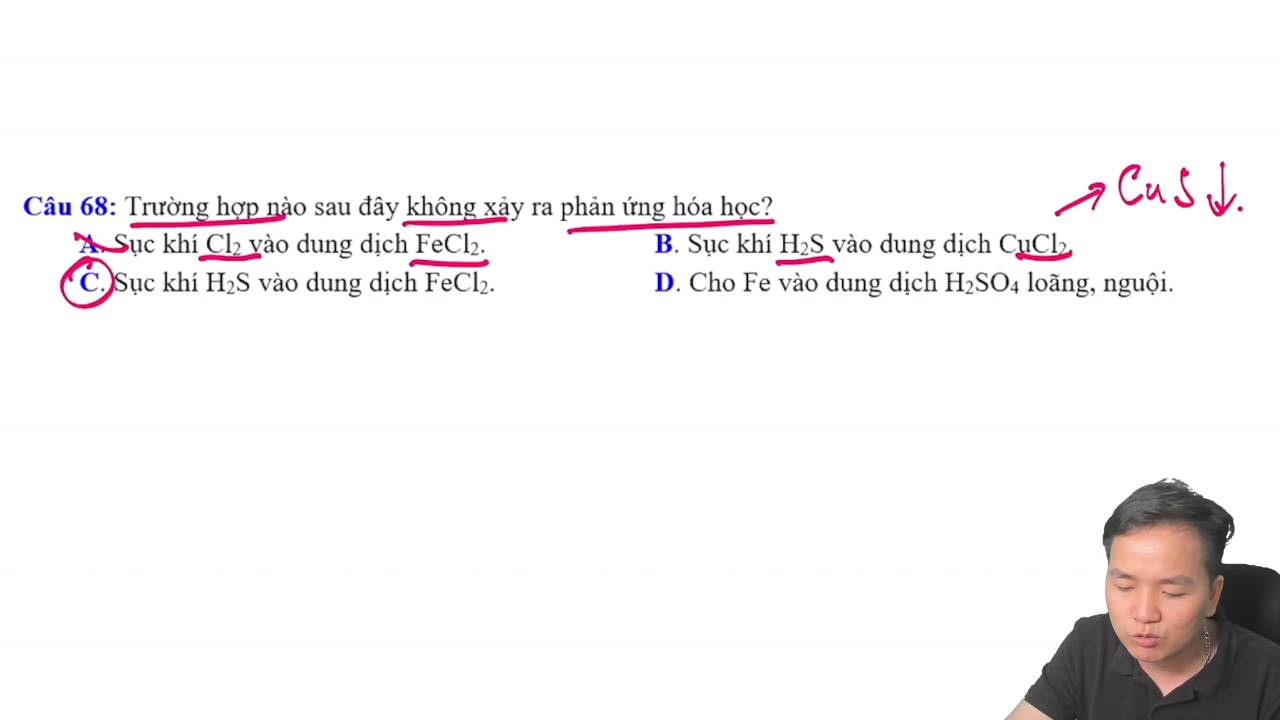 → CuS↓.
Câu 68: Trường hợp nào sau đây không xảy ra phản ứng hóa học?
A. Sục khí Cl₂ vào dung dịch FeCl₂. B. Sục khí H₂S vào dung dịch CuCl₂.
C. Sục khí H₂S vào dung dịch FeCl₂. D. Cho Fe vào dung dịch H₂SO₄ loãng, nguội.